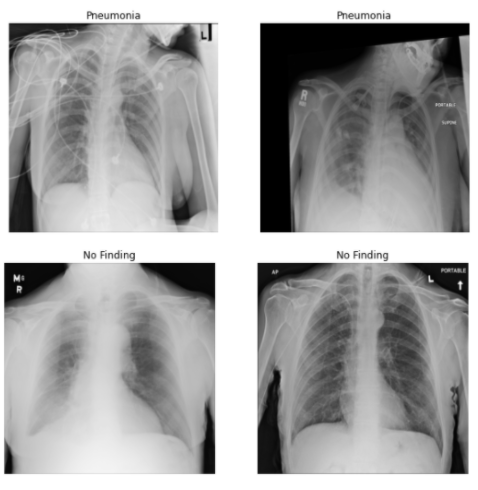 Pneumonia
Pneumonia
L
R
PORTABLE
SUPINE
No Finding
No Finding
M
R
AP
L
PORTABLE